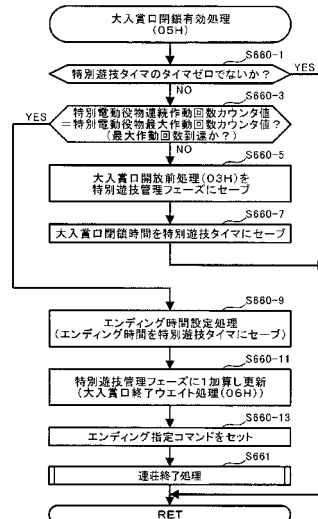 大入賞口閉鎖有効処理
(05H)
S660-1
特別遊技タイマのタイマゼロでないか?
YES
NO
S660-3
YES
特別電動役物連続作動回数カウンタ値
=特別電動役物最大作動回数カウンタ値?
(最大作動回数到達か?)
NO
S660-5
大入賞口開放前処理(03H)を
特別遊技管理フェーズにセーブ
S660-7
大入賞口閉鎖時間を特別遊技タイマにセーブ
S660-9
エンディング時間設定処理
(エンディング時間を特別遊技タイマにセーブ)
S660-11
特別遊技管理フェーズに1加算し更新
(大入賞口終了ウエイト処理(06H))
S660-13
エンディング指定コマンドをセット
S661
連荘終了処理
RET